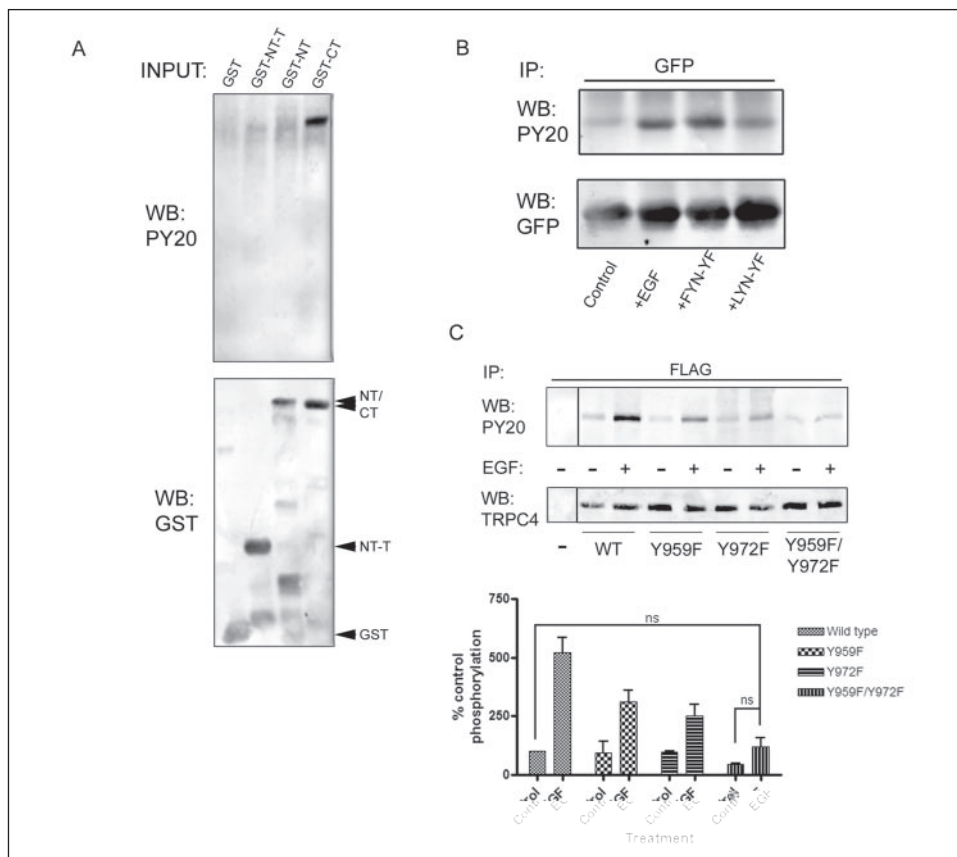 A
INPUT:
GST
GST-NT-T
GST-NT
GST-CT
WB:
PY20
WB:
GST
NT/
CT
NT-T
GST
B
IP:
GFP
WB:
PY20
WB:
GFP
Control
+EGF
+FYN-YF
+LYN-YF
C
IP:
FLAG
WB:
PY20
EGF: - - + - + - + - +
WB:
TRPC4
- WT Y959F Y972F Y959F/
Y972F
% control
phosphorylation
750
500
250
0
ns
ns
Wild type
Y959F
Y972F
Y959F/Y972F
Treatment